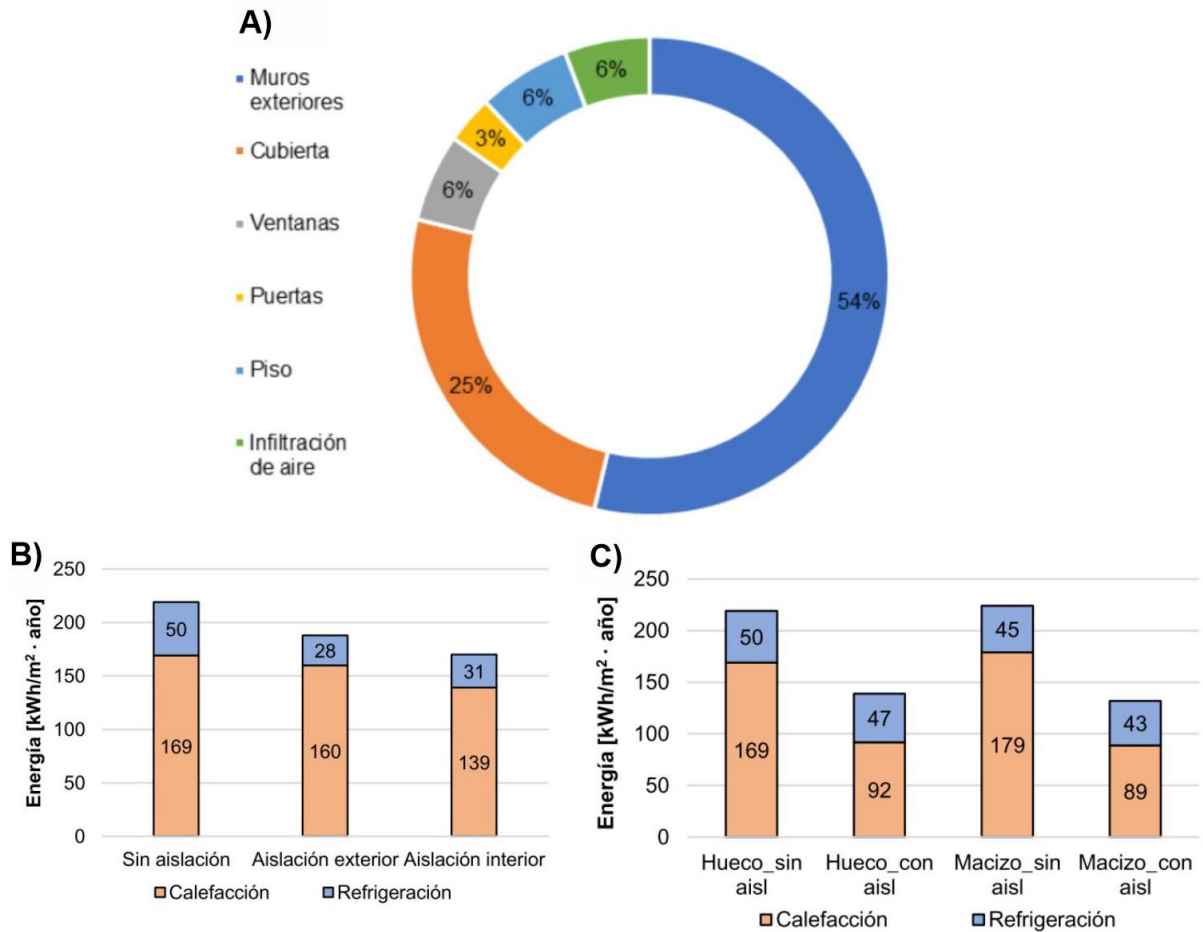 A)
Muros
exteriores
Cubierta
Ventanas
Puertas
Piso
Infiltración
de aire
6%
6%
3%
6%
25%
54%
B)
Energía [kWh/m² · año]
250
200
150
100
50
0
50
169
28
160
31
139
Sin aislación
Aislación exterior
Aislación interior
Calefacción
Refrigeración
C)
Energía [kWh/m² · año]
250
200
150
100
50
0
50
169
47
92
45
179
43
89
Hueco_sin
aisl
Hueco_con
aisl
Macizo_sin
aisl
Macizo_con
aisl
Calefacción
Refrigeración